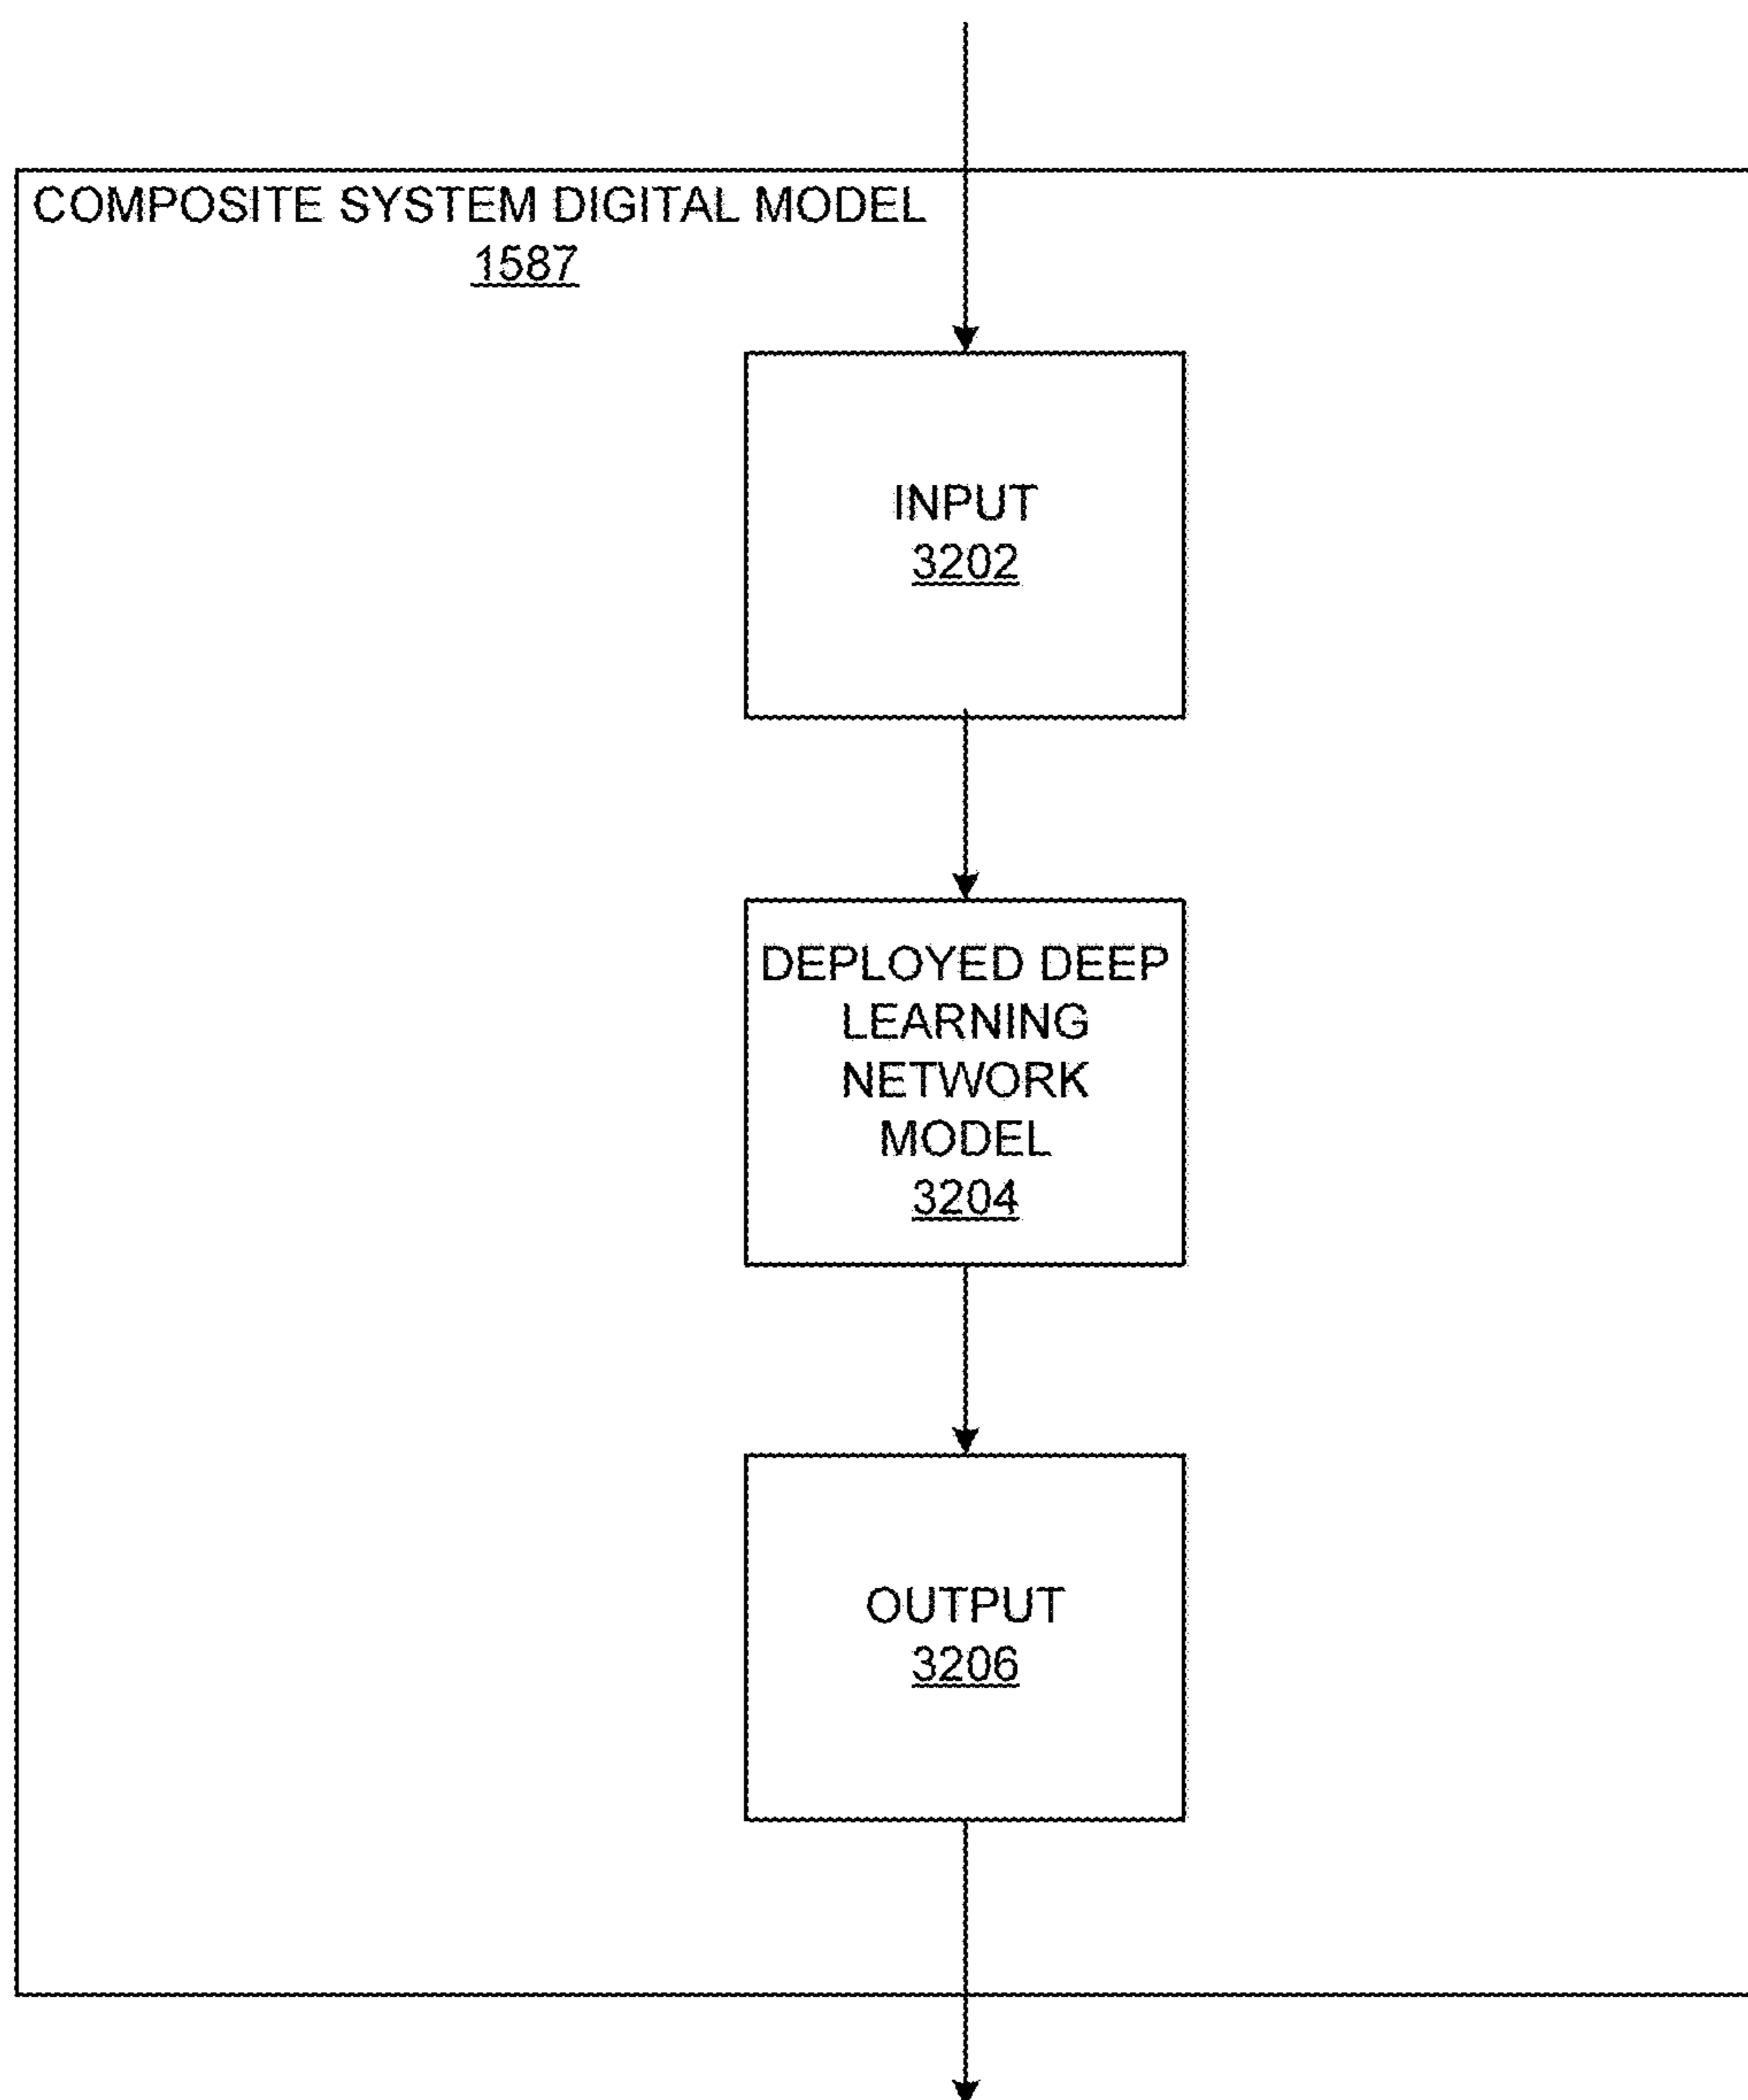 COMPOSITE SYSTEM DIGITAL MODEL
1587
INPUT
3202
DEPLOYED DEEP
LEARNING
NETWORK
MODEL
3204
OUTPUT
3206